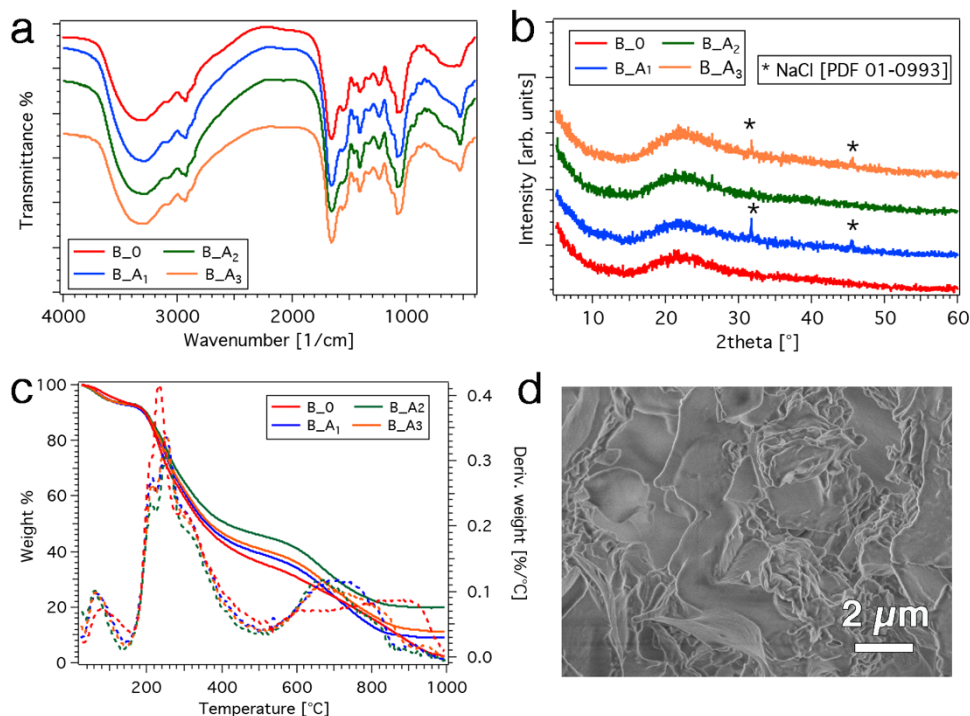 a
Transmittance %
B_0
B_A₁
B_A₂
B_A₃
4000
3000
2000
1000
Wavenumber [1/cm]
b
Intensity [arb. units]
B_0
B_A₁
B_A₂
B_A₃
* NaCl [PDF 01-0993]
*
*
*
*
10
20
30
40
50
60
2theta [°]
c
Weight %
100
80
60
40
20
0
B_0
B_A₁
B_A2
B_A3
0.4
0.3
0.2
0.1
0.0
Deriv. weight [%/°C]
200
400
600
800
1000
Temperature [°C]
d
2 µm